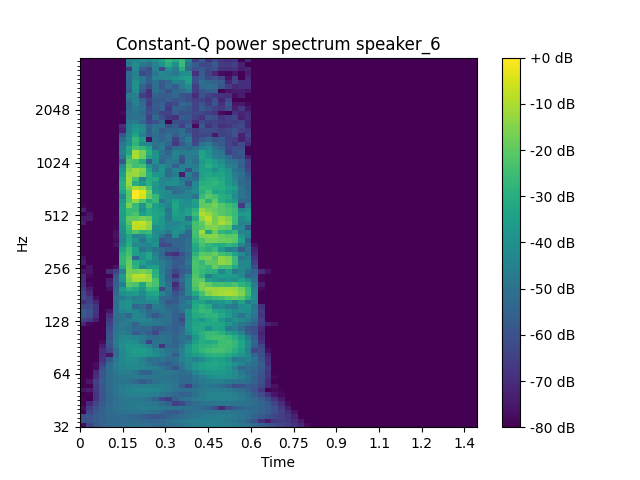 Constant-Q power spectrum speaker_6
Hz
2048
1024
512
256
128
64
32
0 0.15 0.3 0.45 0.6 0.75 0.9 1.1 1.2 1.4
Time
+0 dB
-10 dB
-20 dB
-30 dB
-40 dB
-50 dB
-60 dB
-70 dB
-80 dB